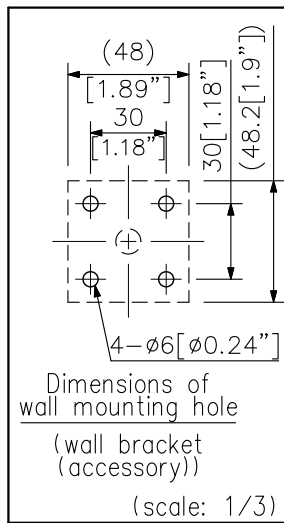 (48)
[1.89”]
30
[1.18”]
30[1.18”]
(48.2[1.9”])
4-ø6[ø0.24”]
Dimensions of
wall mounting hole
(wall bracket
(accessory))
(scale: 1/3)